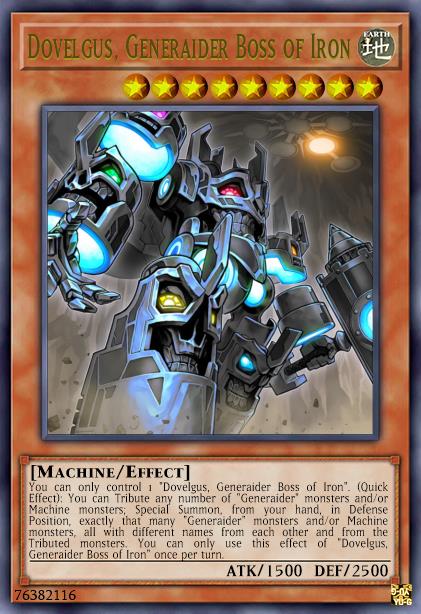 DOVELGUS, GENERAIDER BOSS OF IRON
EARTH
地
[MACHINE/EFFECT]
You can only control 1 "Dovelgus, Generaider Boss of Iron". (Quick
Effect): You can Tribute any number of "Generaider" monsters and/or
Machine monsters; Special Summon, from your hand, in Defense
Position, exactly that many "Generaider" monsters and/or Machine
monsters, all with different names from each other and from the
Tributed monsters. You can only use this effect of "Dovelgus,
Generaider Boss of Iron" once per turn.
ATK/1500 DEF/2500
76382116